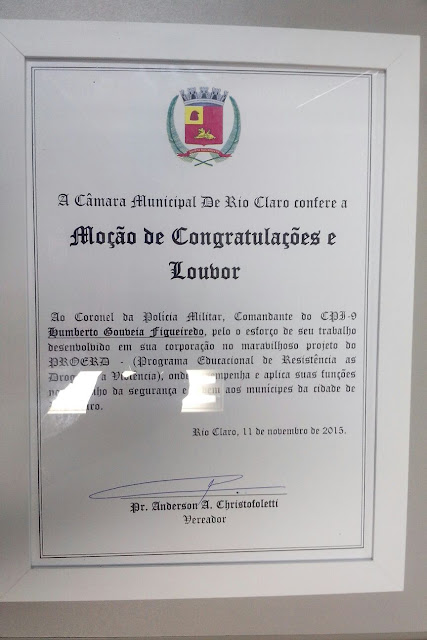 A Câmara Municipal De Rio Claro confere a
Moção de Congratulações e
Louvor
Ao Coronel da Polícia Militar, Comandante do CPI-9
Humberto Gouveia Figueiredo, pelo o esforço de seu trabalho
desenvolvido em sua corporação no maravilhoso projeto do
PROERD - (Programa Educacional de Resistência as
a Violência), aplica suas funções
da segurança e aos munícipes da cidade de
Rio Claro, 11 de novembro de 2015.
Pr. Anderson A. Christofoletti
Vereador